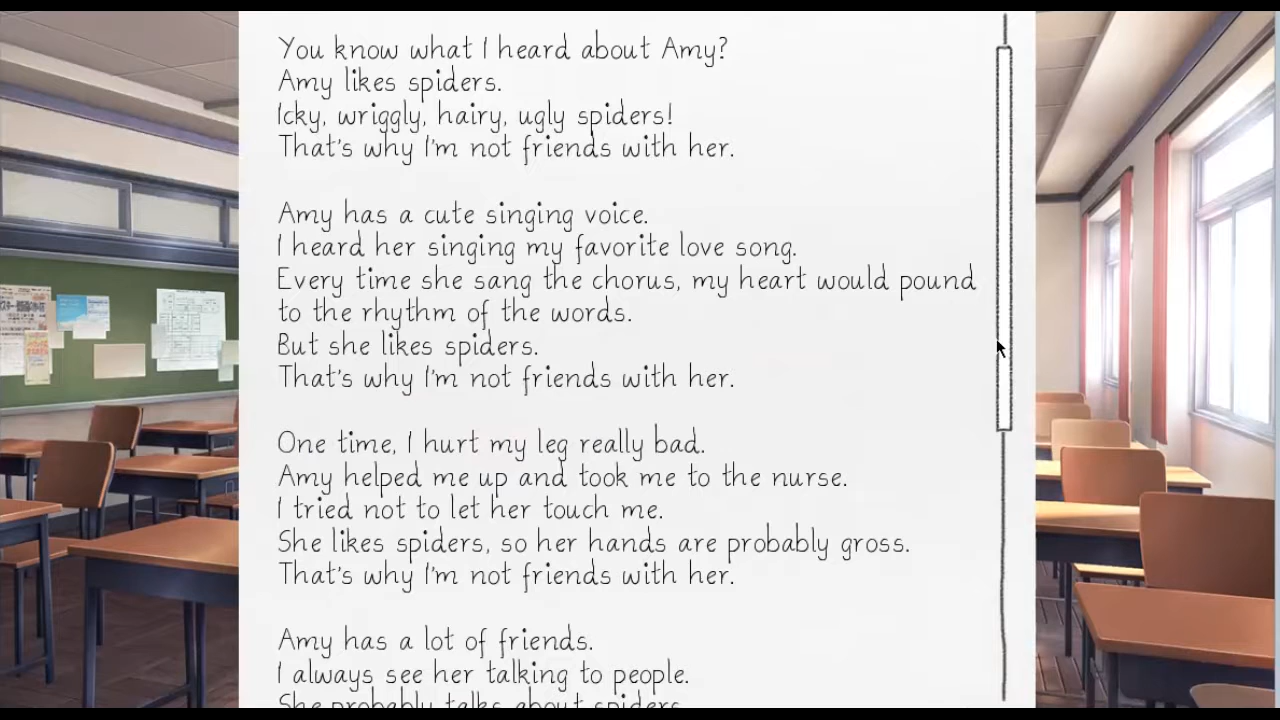 You know what I heard about Amy?
Amy likes spiders.
Icky, wriggly, hairy, ugly spiders!
That's why I'm not friends with her.
Amy has a cute singing voice.
I heard her singing my favorite love song.
Every time she sang the chorus, my heart would pound
to the rhythm of the words.
But she likes spiders.
That's why I'm not friends with her.
One time, I hurt my leg really bad.
Amy helped me up and took me to the nurse.
I tried not to let her touch me.
She likes spiders, so her hands are probably gross.
That's why I'm not friends with her.
Amy has a lot of friends.
I always see her talking to people.
She probably talks about spiders.